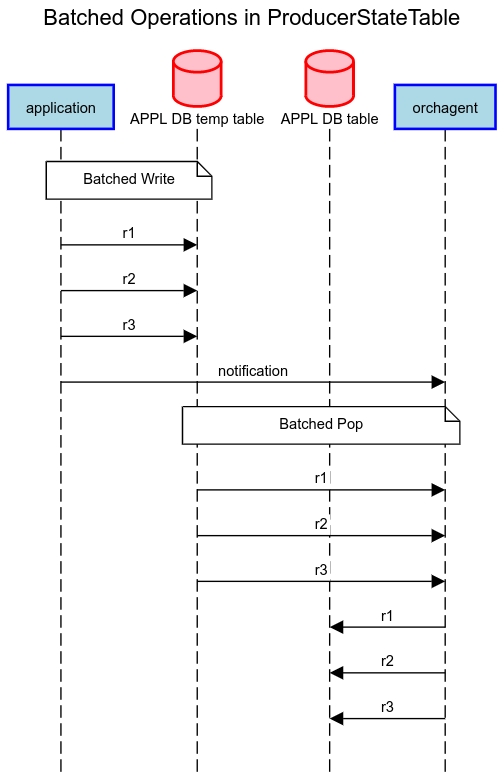 Batched Operations in ProducerStateTable
application
APPL DB temp table
APPL DB table
orchagent
Batched Write
r1
r2
r3
notification
Batched Pop
r1
r2
r3
r1
r2
r3